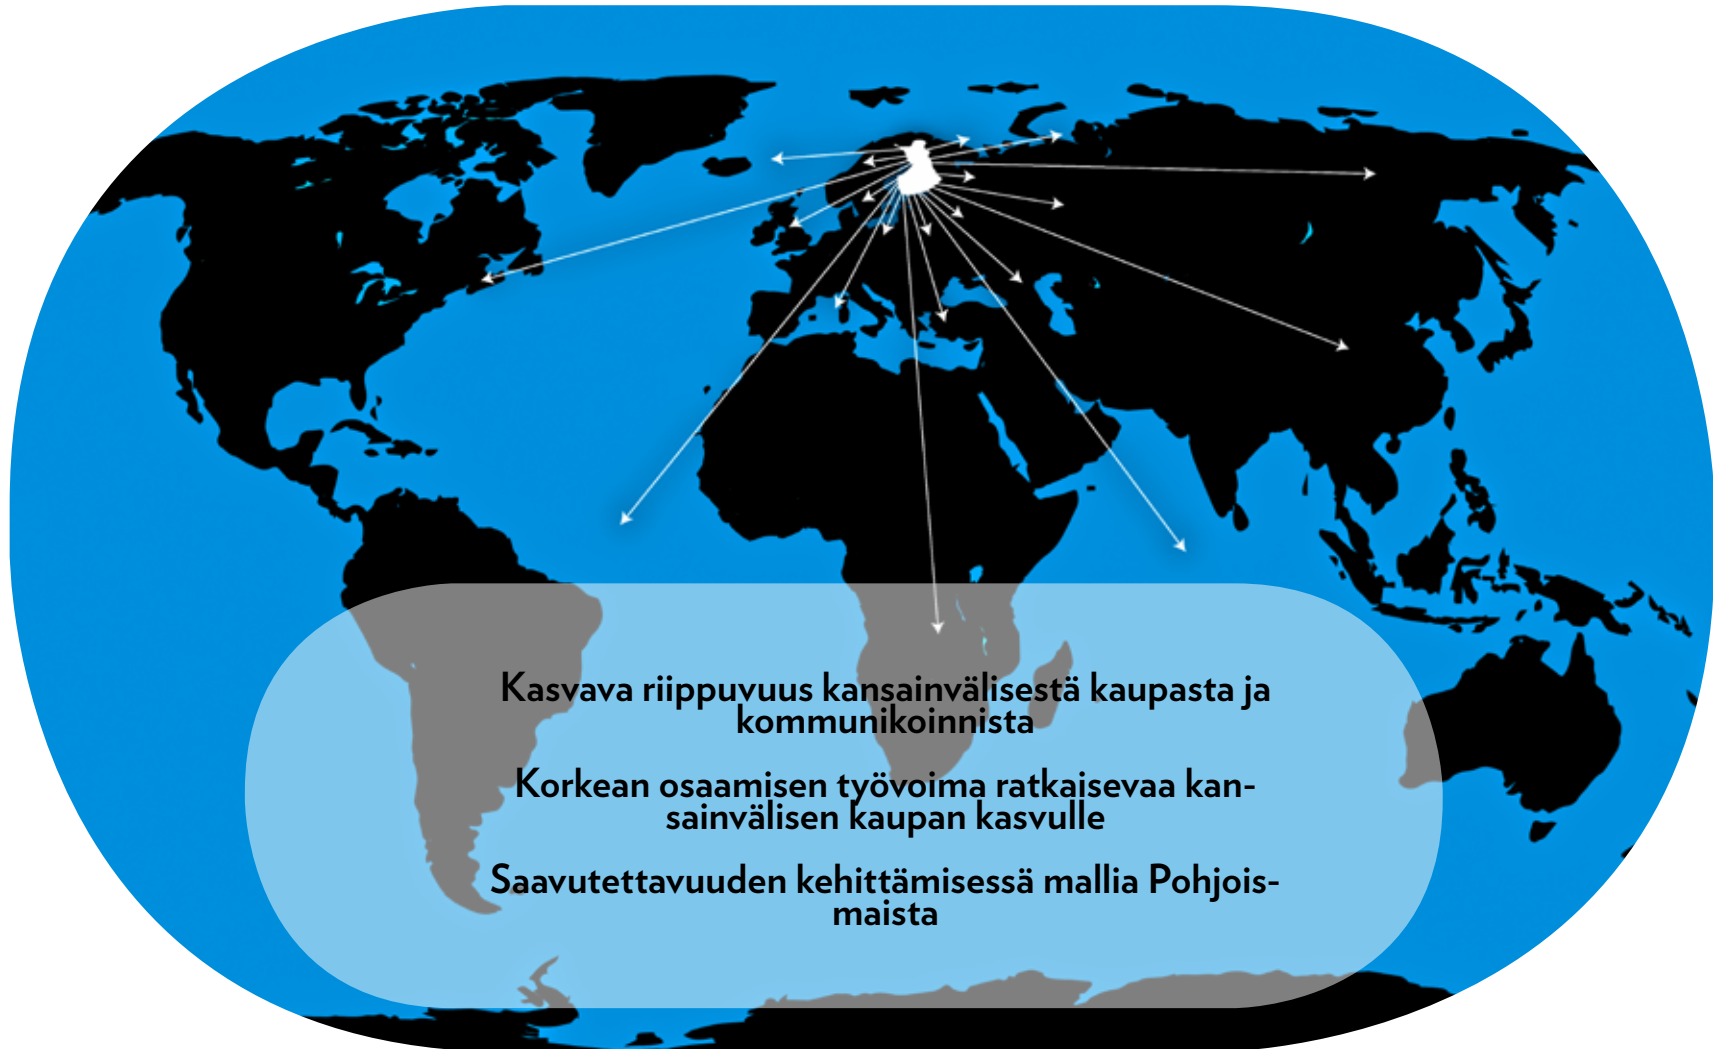 Kasvava riippuvuus kansainvälisestä kaupasta ja
kommunikoinnista
Korkean osaamisen työvoima ratkaisevaa kan-
sainvälisen kaupan kasvulle
Saavutettavuuden kehittämisessä mallia Pohjois-
maista